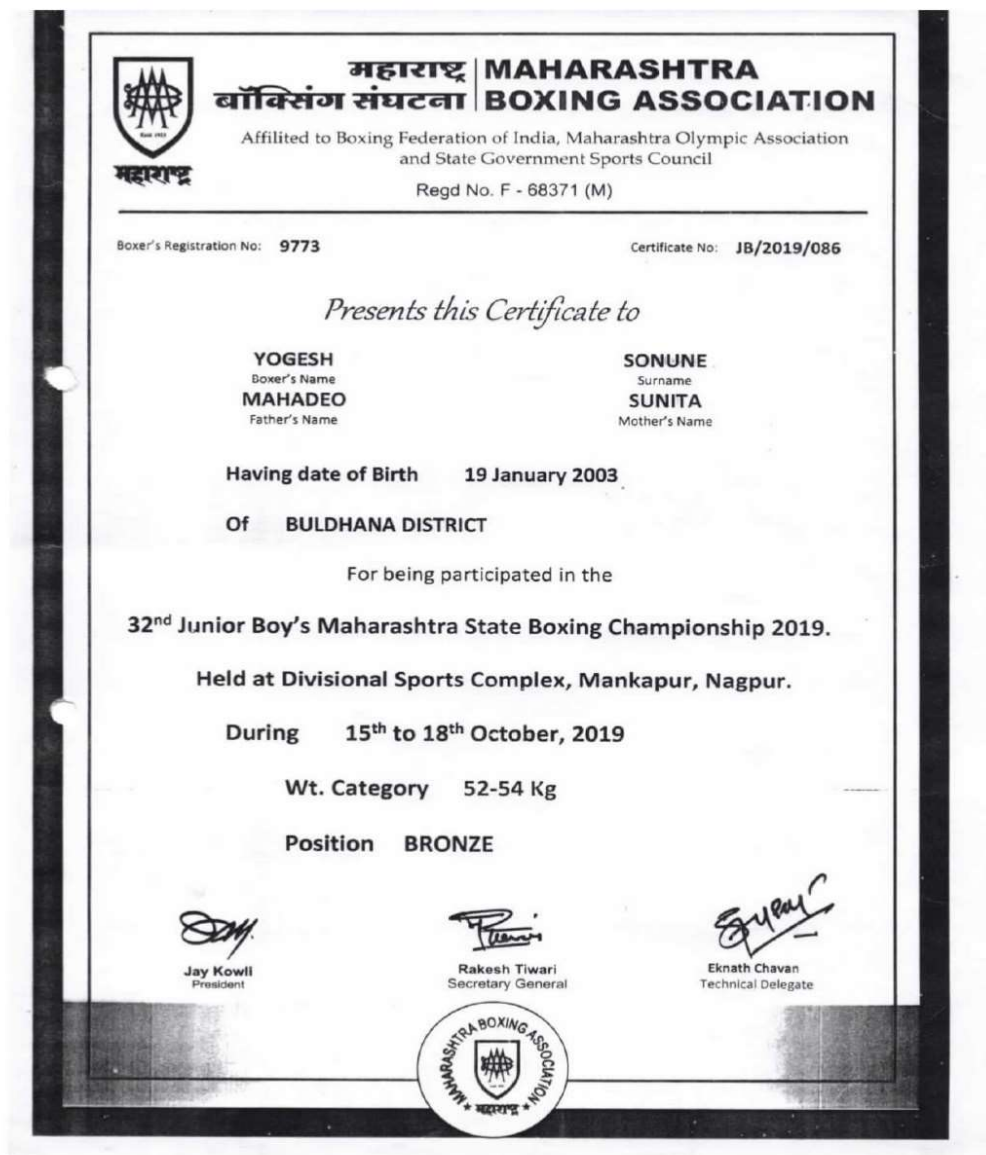 महाराष्ट्र बॉक्सिंग संघटना
MAHARASHTRA BOXING ASSOCIATION
महाराष्ट्र
Affilited to Boxing Federation of India, Maharashtra Olympic Association
and State Government Sports Council
Regd No. F - 68371 (M)
Boxer's Registration No: 9773 Certificate No: JB/2019/086
Presents this Certificate to
YOGESH SONUNE
Boxer's Name Surname
MAHADEO SUNITA
Father's Name Mother's Name
Having date of Birth 19 January 2003
Of BULDHANA DISTRICT
For being participated in the
32nd Junior Boy's Maharashtra State Boxing Championship 2019.
Held at Divisional Sports Complex, Mankapur, Nagpur.
During 15th to 18th October, 2019
Wt. Category 52-54 Kg
Position BRONZE
Jay Kowli Rakesh Tiwari Eknath Chavan
President Secretary General Technical Delegate
MAHARASHTRA BOXING ASSOCIATION
महाराष्ट्र